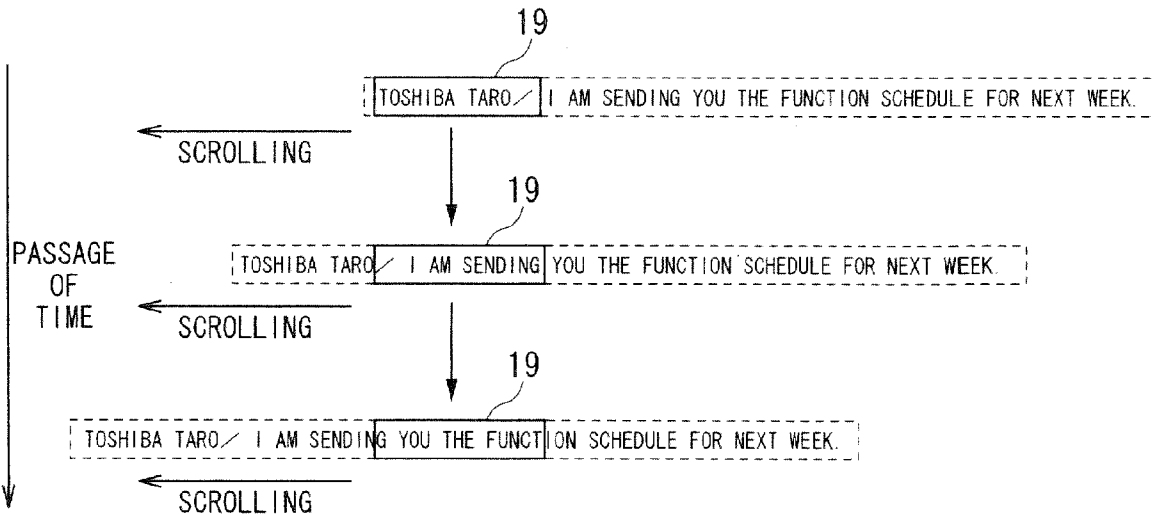 19
TOSHIBA TARO／ I AM SENDING YOU THE FUNCTION SCHEDULE FOR NEXT WEEK.
SCROLLING
19
PASSAGE
OF
TIME
TOSHIBA TARO／ I AM SENDING YOU THE FUNCTION SCHEDULE FOR NEXT WEEK.
SCROLLING
19
TOSHIBA TARO／ I AM SENDING YOU THE FUNCTION SCHEDULE FOR NEXT WEEK.
SCROLLING